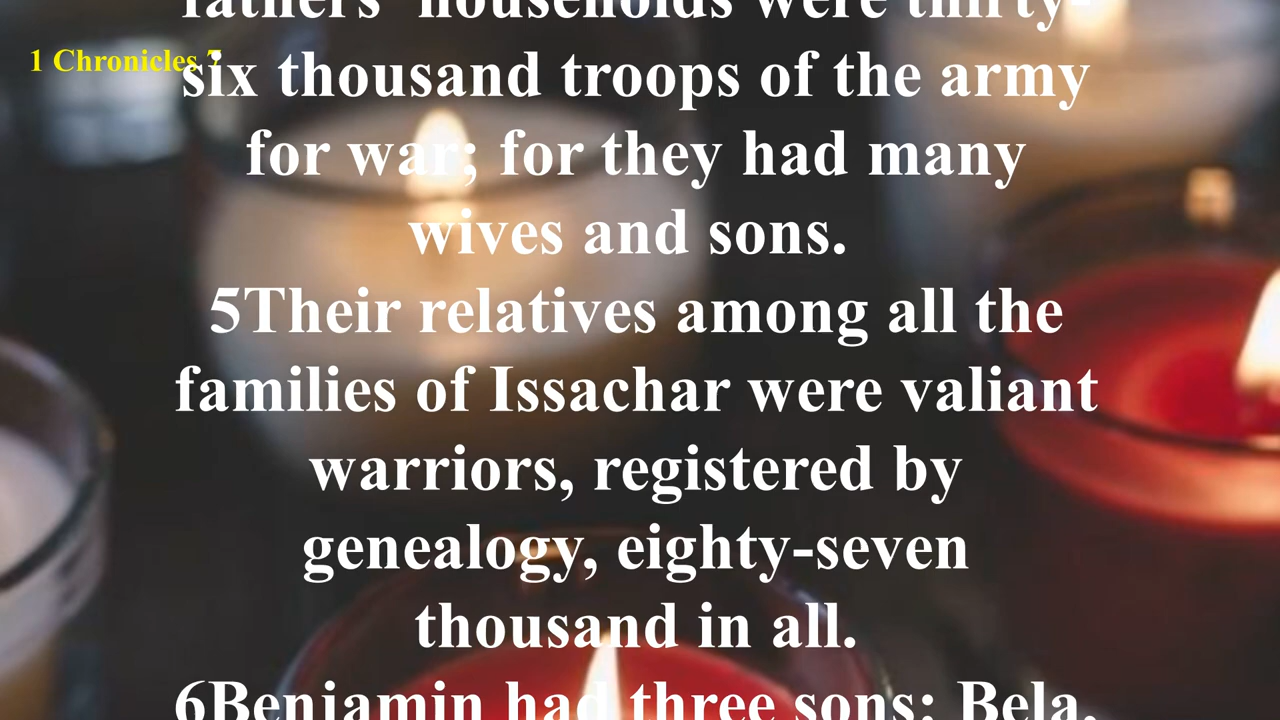 fathers' households were thirty-
1 Chronicles 7
six thousand troops of the army
for war; for they had many
wives and sons.
5Their relatives among all the
families of Issachar were valiant
warriors, registered by
genealogy, eighty-seven
thousand in all.
6Benjamin had three sons: Bela,